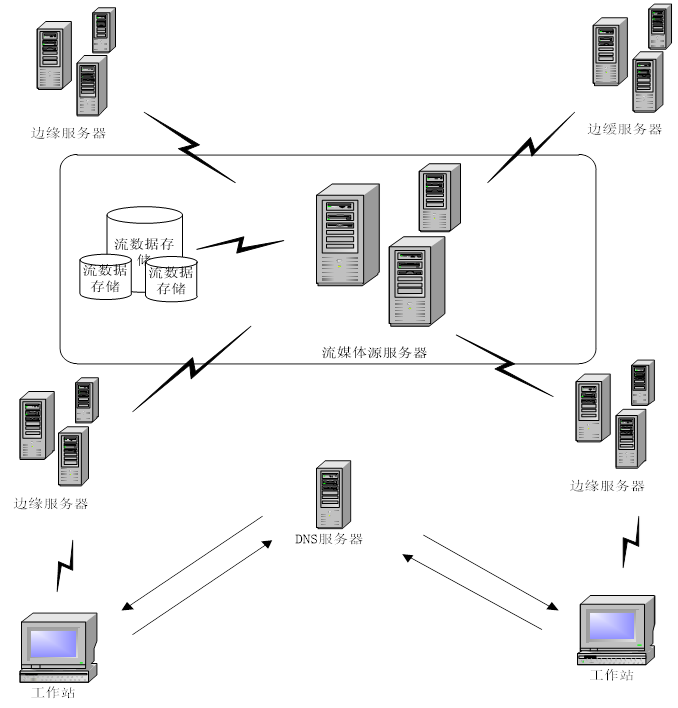 边缘服务器
边缓服务器
流数据存
储
流数据
存储
流数据
存储
流媒体源服务器
边缘服务器
边缘服务器
DNS服务器
工作站
工作站